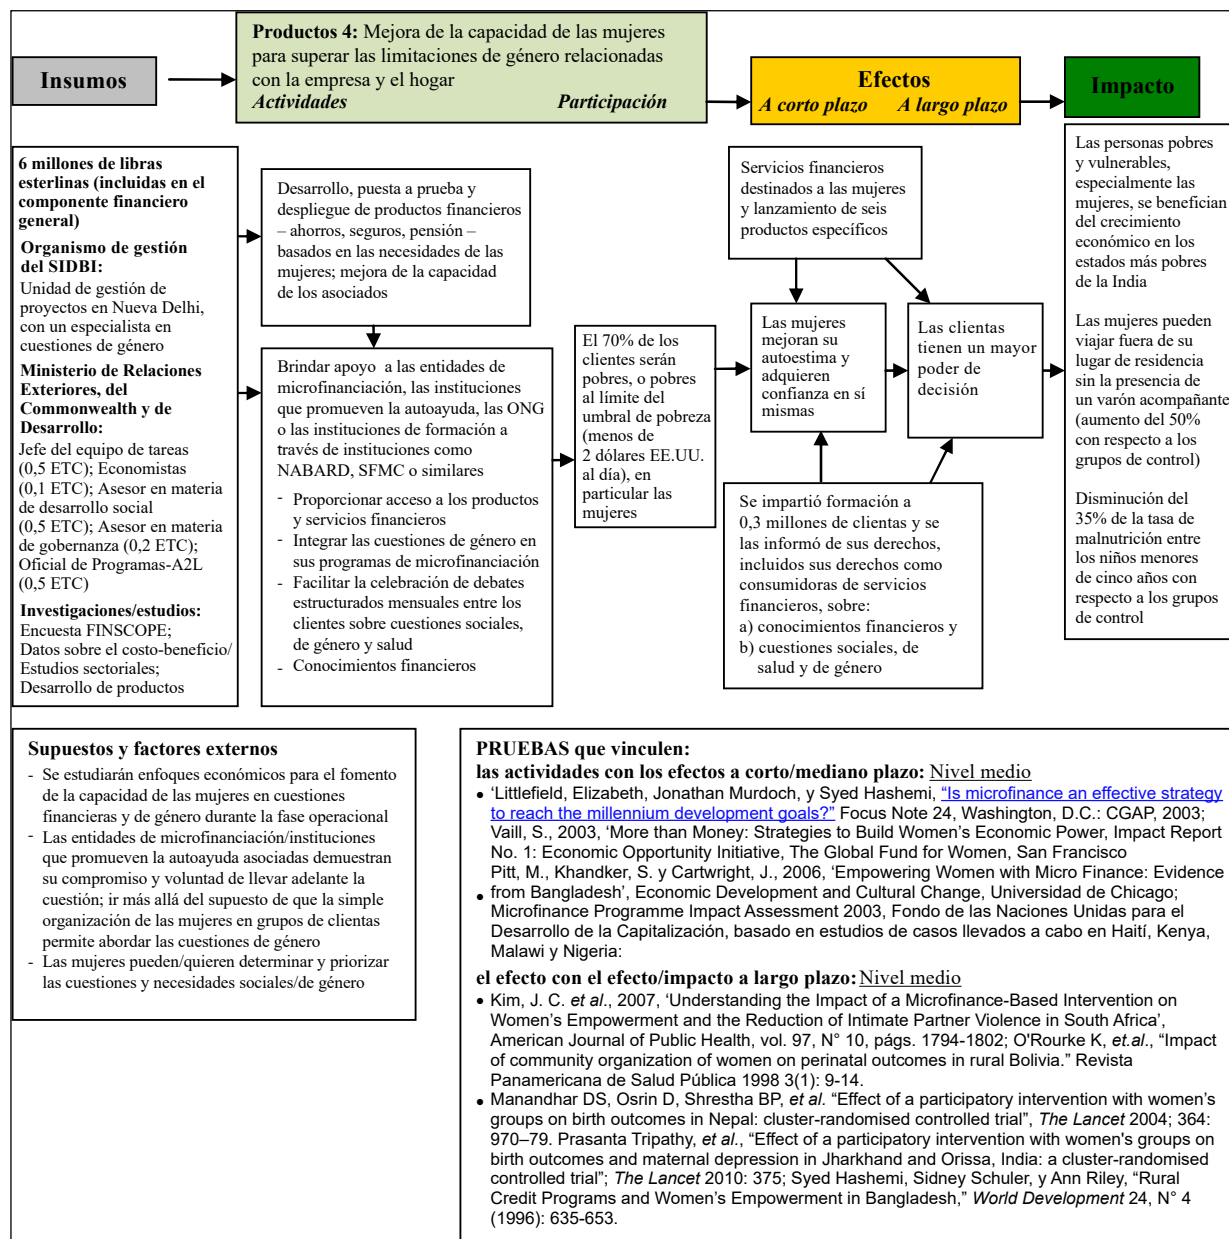 Insumos
Productos 4: Mejora de la capacidad de las mujeres
para superar las limitaciones de género relacionadas
con la empresa y el hogar
Actividades Participación
Efectos
A corto plazo A largo plazo
Impacto
6 millones de libras
esterlinas (incluidas en el
componente financiero
general)
Organismo de gestión
del SIDBI:
Unidad de gestión de
proyectos en Nueva Delhi,
con un especialista en
cuestiones de género
Ministerio de Relaciones
Exteriores, del
Commonwealth y de
Desarrollo:
Jefe del equipo de tareas
(0,5 ETC); Economistas
(0,1 ETC); Asesor en materia
de desarrollo social
(0,5 ETC); Asesor en materia
de gobernanza (0,2 ETC);
Oficial de Programas-A2L
(0,5 ETC)
Investigaciones/estudios:
Encuesta FINSCOPE;
Datos sobre el costo-beneficio/
Estudios sectoriales;
Desarrollo de productos
Desarrollo, puesta a prueba y
despliegue de productos financieros
– ahorros, seguros, pensión –
basados en las necesidades de las
mujeres; mejora de la capacidad
de los asociados
Brindar apoyo a las entidades de
microfinanciación, las instituciones
que promueven la autoayuda, las ONG
o las instituciones de formación a
través de instituciones como
NABARD, SFMC o similares
- Proporcionar acceso a los productos
y servicios financieros
- Integrar las cuestiones de género en
sus programas de microfinanciación
- Facilitar la celebración de debates
estructurados mensuales entre los
clientes sobre cuestiones sociales,
de género y salud
- Conocimientos financieros
El 70% de los
clientes serán
pobres, o pobres
al límite del
umbral de pobreza
(menos de
2 dólares EE.UU.
al día), en
particular las
mujeres
Servicios financieros
destinados a las mujeres
y lanzamiento de seis
productos específicos
Las mujeres
mejoran su
autoestima y
adquieren
confianza en sí
mismas
Las clientas
tienen un mayor
poder de
decisión
Se impartió formación a
0,3 millones de clientas y se
las informó de sus derechos,
incluidos sus derechos como
consumidoras de servicios
financieros, sobre:
a) conocimientos financieros y
b) cuestiones sociales, de
salud y de género
Las personas pobres
y vulnerables,
especialmente las
mujeres, se benefician
del crecimiento
económico en los
estados más pobres
de la India
Las mujeres pueden
viajar fuera de su
lugar de residencia
sin la presencia de
un varón acompañante
(aumento del 50%
con respecto a los
grupos de control)
Disminución del
35% de la tasa de
malnutrición entre
los niños menores
de cinco años con
respecto a los grupos
de control
Supuestos y factores externos
- Se estudiarán enfoques económicos para el fomento
de la capacidad de las mujeres en cuestiones
financieras y de género durante la fase operacional
- Las entidades de microfinanciación/instituciones
que promueven la autoayuda asociadas demuestran
su compromiso y voluntad de llevar adelante la
cuestión; ir más allá del supuesto de que la simple
organización de las mujeres en grupos de clientas
permite abordar las cuestiones de género
- Las mujeres pueden/quieren determinar y priorizar
las cuestiones y necesidades sociales/de género
PRUEBAS que vinculen:
las actividades con los efectos a corto/mediano plazo: Nivel medio
• ‘Littlefield, Elizabeth, Jonathan Murdoch, y Syed Hashemi, “Is microfinance an effective strategy
to reach the millennium development goals?” Focus Note 24, Washington, D.C.: CGAP, 2003;
Vaill, S., 2003, ‘More than Money: Strategies to Build Women’s Economic Power, Impact Report
No. 1: Economic Opportunity Initiative, The Global Fund for Women, San Francisco
Pitt, M., Khandker, S. y Cartwright, J., 2006, ‘Empowering Women with Micro Finance: Evidence
• from Bangladesh’, Economic Development and Cultural Change, Universidad de Chicago;
Microfinance Programme Impact Assessment 2003, Fondo de las Naciones Unidas para el
Desarrollo de la Capitalización, basado en estudios de casos llevados a cabo en Haití, Kenya,
Malawi y Nigeria:
el efecto con el efecto/impacto a largo plazo: Nivel medio
• Kim, J. C. et al., 2007, ‘Understanding the Impact of a Microfinance-Based Intervention on
Women’s Empowerment and the Reduction of Intimate Partner Violence in South Africa’,
American Journal of Public Health, vol. 97, N° 10, págs. 1794-1802; O'Rourke K, et.al., “Impact
of community organization of women on perinatal outcomes in rural Bolivia.” Revista
Panamericana de Salud Pública 1998 3(1): 9-14.
• Manandhar DS, Osrin D, Shrestha BP, et al. “Effect of a participatory intervention with women’s
groups on birth outcomes in Nepal: cluster-randomised controlled trial”, The Lancet 2004; 364:
970–79. Prasanta Tripathy, et al., “Effect of a participatory intervention with women's groups on
birth outcomes and maternal depression in Jharkhand and Orissa, India: a cluster-randomised
controlled trial”; The Lancet 2010: 375; Syed Hashemi, Sidney Schuler, y Ann Riley, “Rural
Credit Programs and Women’s Empowerment in Bangladesh,” World Development 24, N° 4
(1996): 635-653.